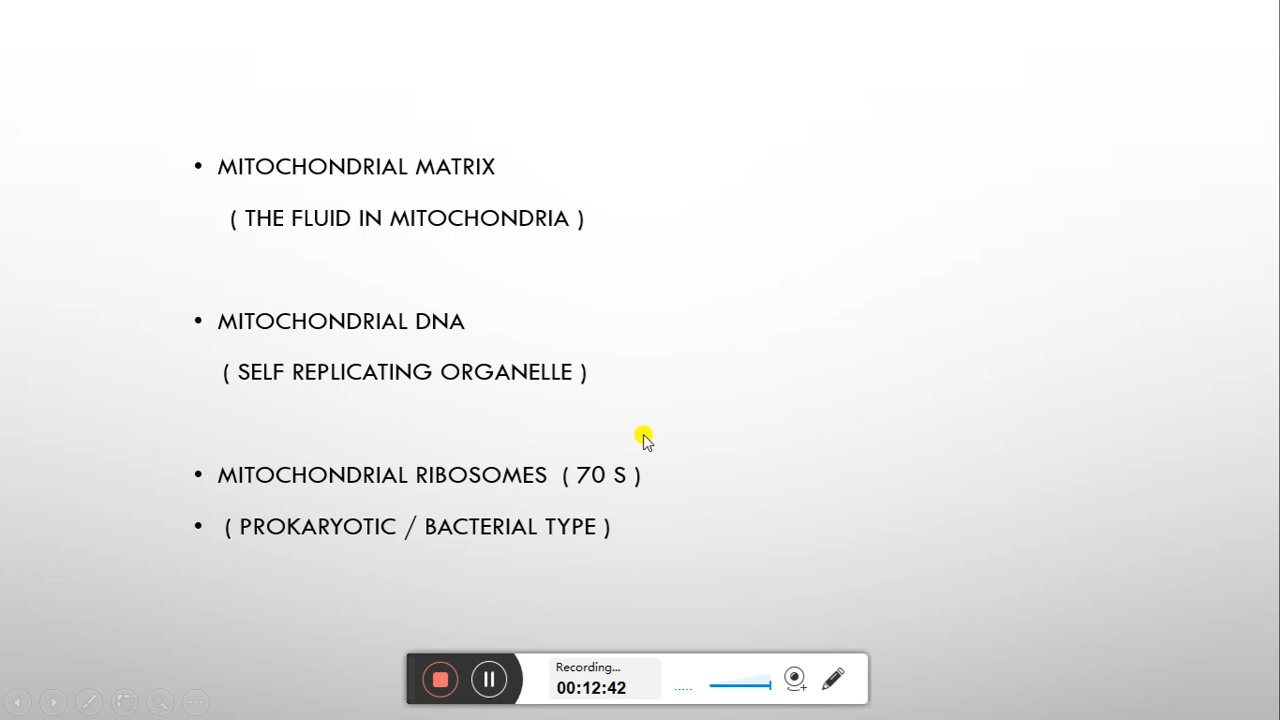 • MITOCHONDRIAL MATRIX
( THE FLUID IN MITOCHONDRIA )
• MITOCHONDRIAL DNA
( SELF REPLICATING ORGANELLE )
• MITOCHONDRIAL RIBOSOMES ( 70 S )
• ( PROKARYOTIC / BACTERIAL TYPE )
Recording...
00:12:42